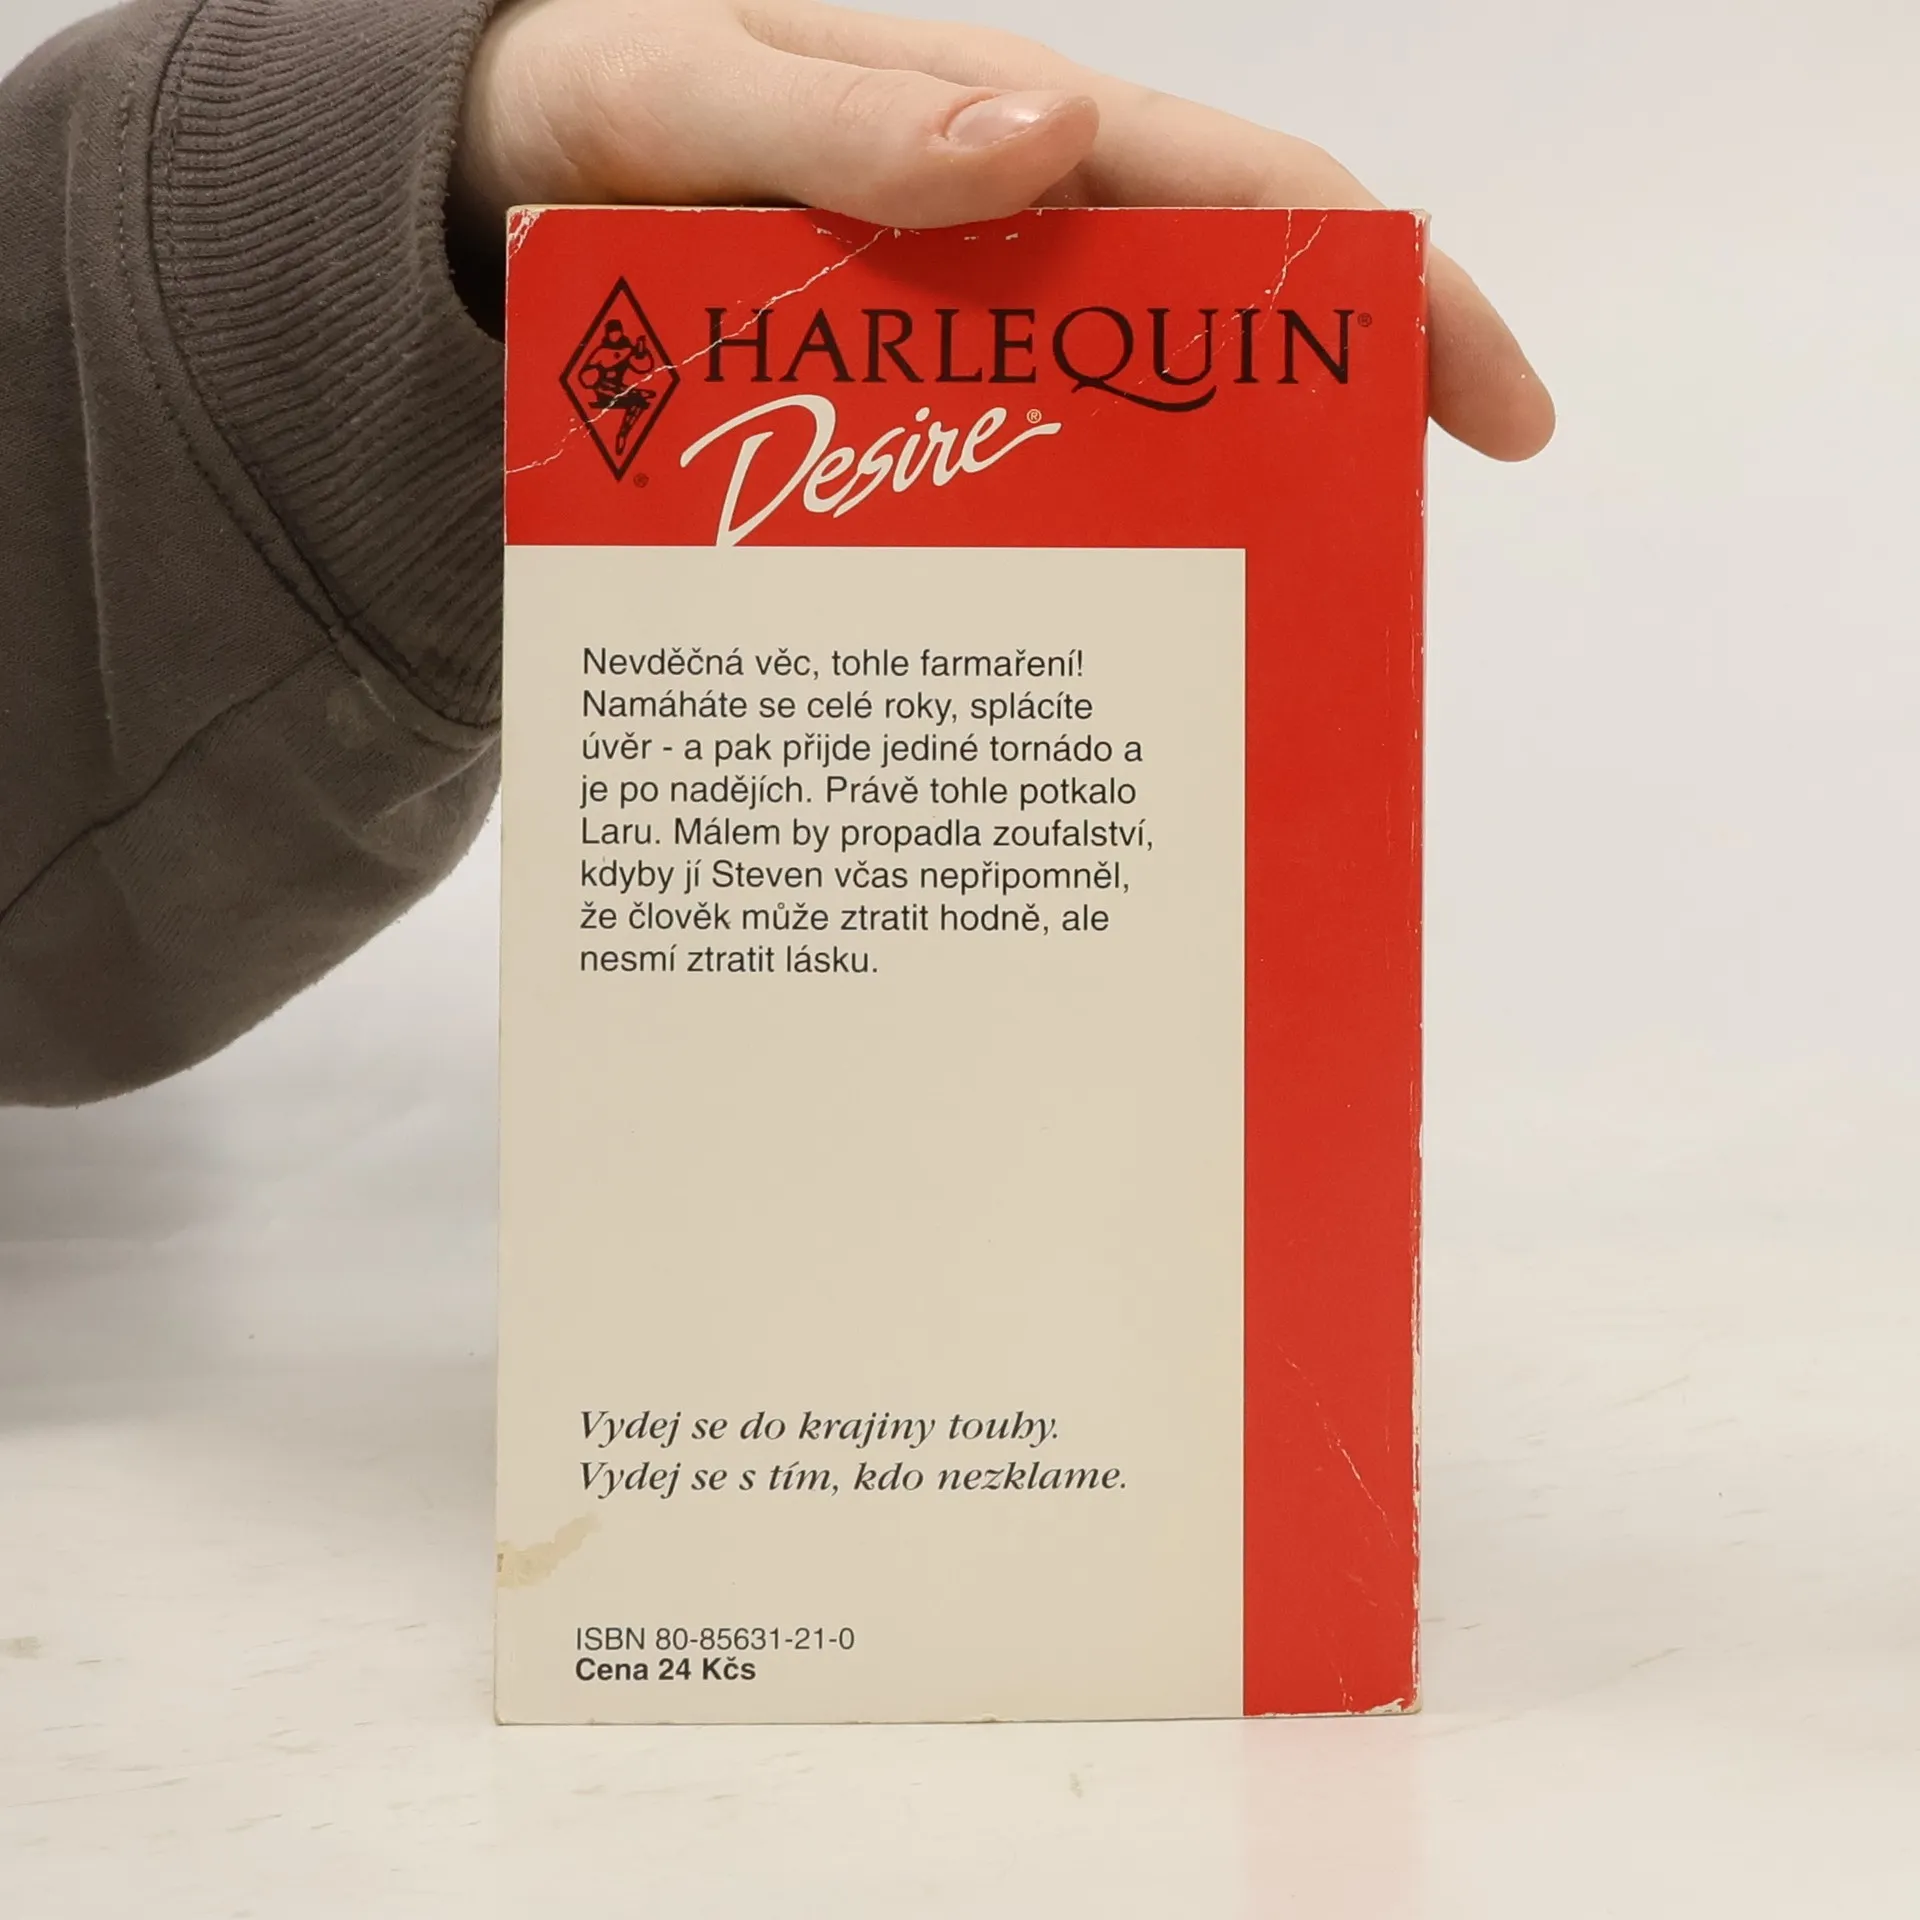 HARLEQUIN®
Desire®
®
Nevděčná věc, tohle farmaření!
Namáháte se celé roky, splácíte
úvěr - a pak přijde jediné tornádo a
je po nadějích. Právě tohle potkalo
Laru. Málem by propadla zoufalství,
kdyby jí Steven včas nepřipomněl,
že člověk může ztratit hodně, ale
nesmí ztratit lásku.
Vydej se do krajiny touhy.
Vydej se s tím, kdo nezklame.
ISBN 80-85631-21-0
Cena 24 Kčs